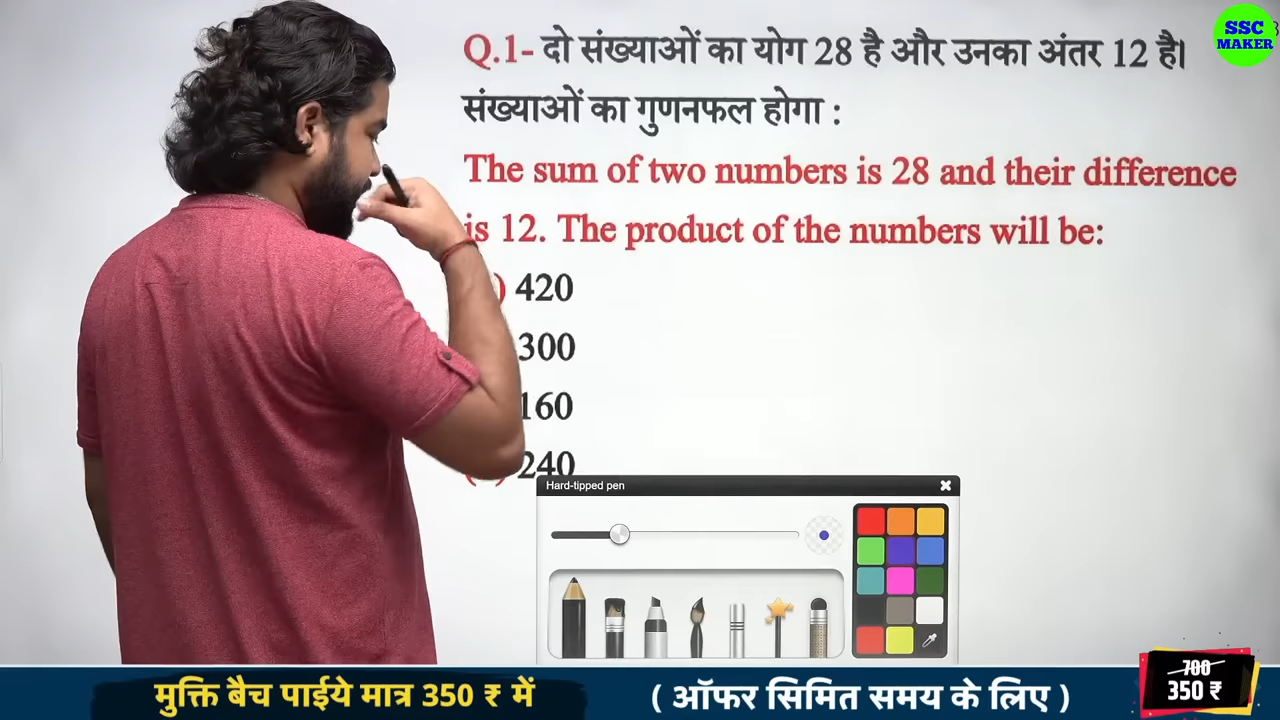 SSC
MAKER
Q.1- दो संख्याओं का योग 28 है और उनका अंतर 12 है।
संख्याओं का गुणनफल होगा :
The sum of two numbers is 28 and their difference
is 12. The product of the numbers will be:
) 420
300
160
240
Hard-tipped pen
मुक्ति बैच पाईये मात्र 350 ₹ में
( ऑफर सिमित समय के लिए )
700
350 ₹